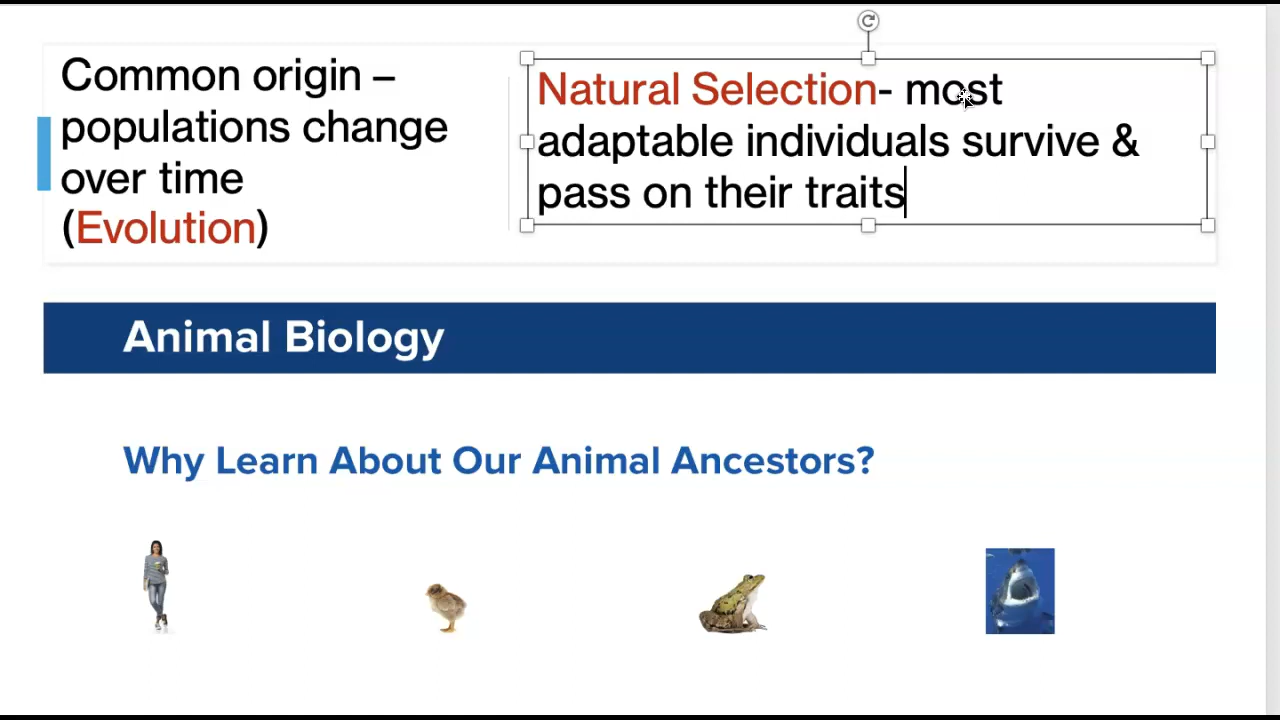 Common origin –
populations change
over time
(Evolution)
Natural Selection- most
adaptable individuals survive &
pass on their traits
Animal Biology
Why Learn About Our Animal Ancestors?